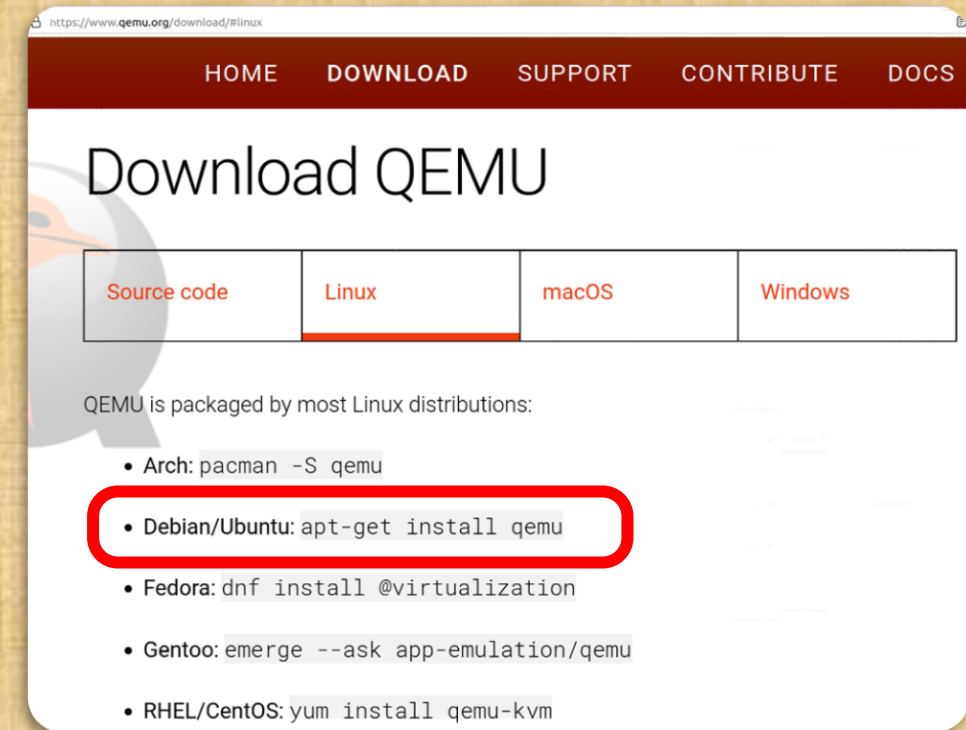 https://www.qemu.org/download/#linux
HOME DOWNLOAD SUPPORT CONTRIBUTE DOCS
Download QEMU
Source code Linux macOS Windows
QEMU is packaged by most Linux distributions:
• Arch: pacman -S qemu
• Debian/Ubuntu: apt-get install qemu
• Fedora: dnf install @virtualization
• Gentoo: emerge --ask app-emulation/qemu
• RHEL/CentOS: yum install qemu-kvm